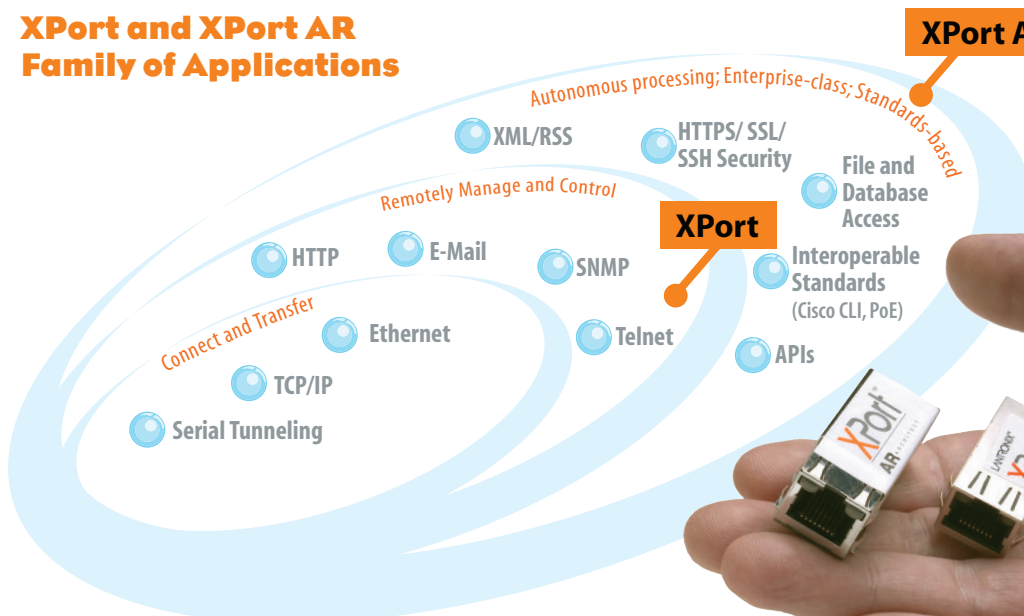 XPort and XPort AR
Family of Applications
XPort A
Autonomous processing; Enterprise-class; Standards-based
XML/RSS
HTTPS/ SSL/
SSH Security
File and
Database
Access
Remotely Manage and Control
XPort
HTTP
E-Mail
SNMP
Interoperable
Standards
(Cisco CLI, PoE)
Connect and Transfer
Ethernet
Telnet
APIs
TCP/IP
Serial Tunneling
XPort
AR
LANTRONIX